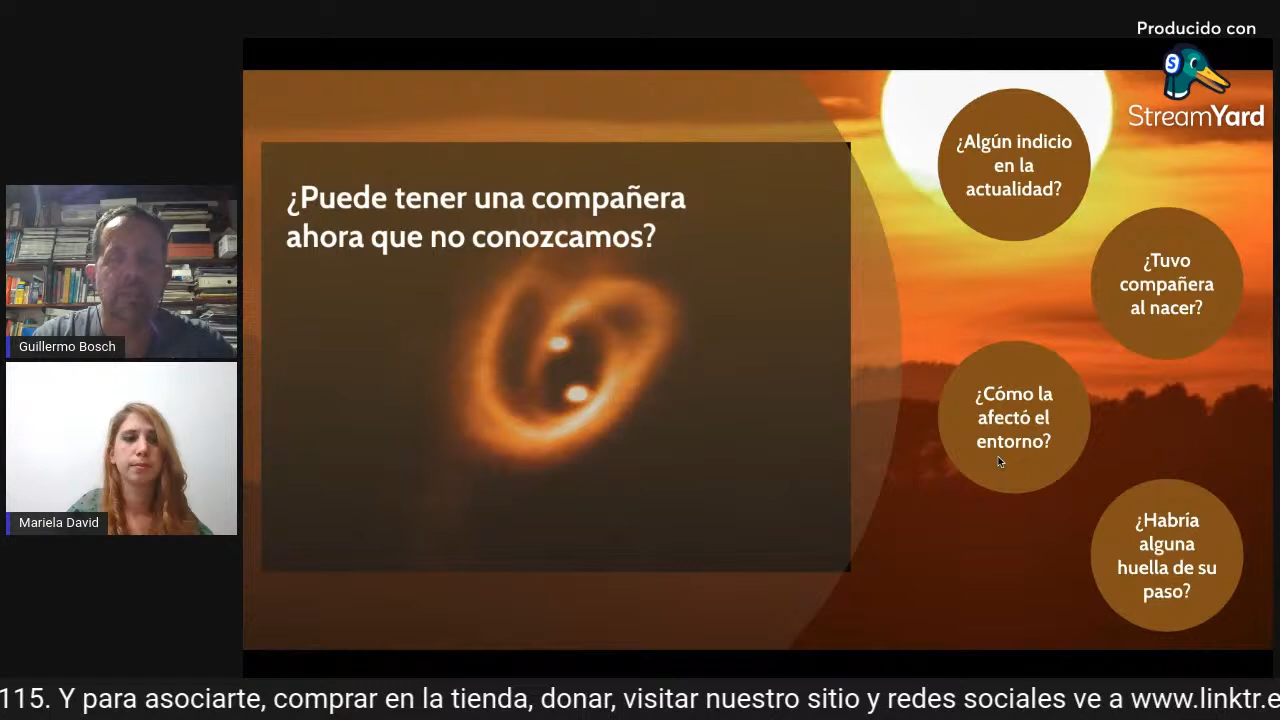 Producido con
StreamYard
¿Puede tener una compañera
ahora que no conozcamos?
¿Algún indicio
en la
actualidad?
¿Tuvo
compañera
al nacer?
¿Cómo la
afectó el
entorno?
¿Habría
alguna
huella de su
paso?
Guillermo Bosch
Mariela David
115. Y para asociarte, comprar en la tienda, donar, visitar nuestro sitio y redes sociales ve a www.linktr.e